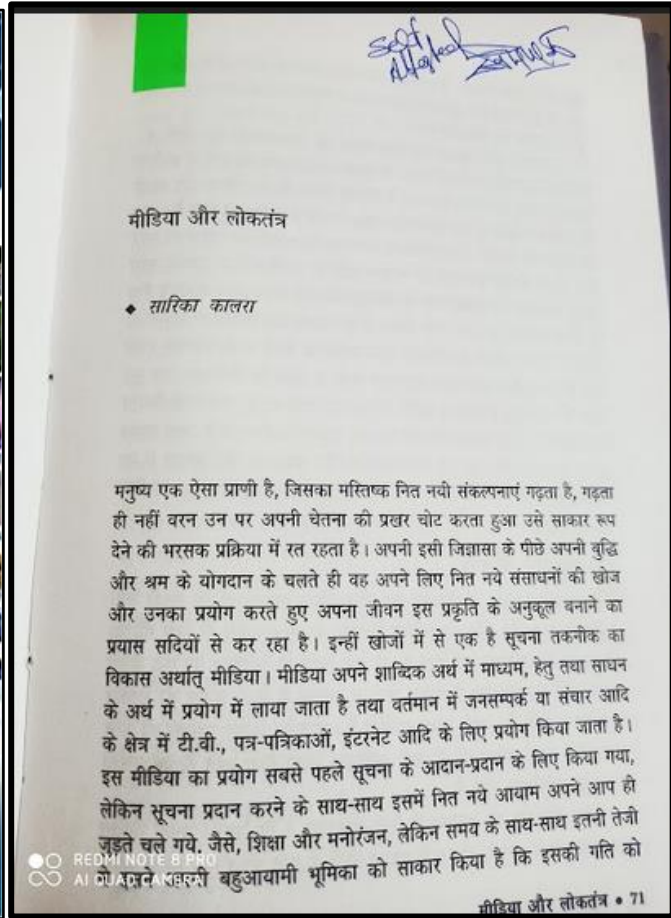 Self
Attested
मीडिया और लोकतंत्र
◆ सारिका कालरा
मनुष्य एक ऐसा प्राणी है, जिसका मस्तिष्क नित नयी संकल्पनाएं गढ़ता है, गढ़ता
ही नहीं वरन उन पर अपनी चेतना की प्रखर चोट करता हुआ उसे साकार रूप
देने की भरसक प्रक्रिया में रत रहता है। अपनी इसी जिज्ञासा के पीछे अपनी बुद्धि
और श्रम के योगदान के चलते ही वह अपने लिए नित नये संसाधनों की खोज
और उनका प्रयोग करते हुए अपना जीवन इस प्रकृति के अनुकूल बनाने का
प्रयास सदियों से कर रहा है। इन्हीं खोजों में से एक है सूचना तकनीक का
विकास अर्थात् मीडिया। मीडिया अपने शाब्दिक अर्थ में माध्यम, हेतु तथा साधन
के अर्थ में प्रयोग में लाया जाता है तथा वर्तमान में जनसम्पर्क या संचार आदि
के क्षेत्र में टी.वी., पत्र-पत्रिकाओं, इंटरनेट आदि के लिए प्रयोग किया जाता है।
इस मीडिया का प्रयोग सबसे पहले सूचना के आदान-प्रदान के लिए किया गया,
लेकिन सूचना प्रदान करने के साथ-साथ इसमें नित नये आयाम अपने आप ही
जुड़ते चले गये. जैसे, शिक्षा और मनोरंजन, लेकिन समय के साथ-साथ इतनी तेजी
बहुआयामी भूमिका को साकार किया है कि इसकी गति को
REDMI NOTE 8 PRO
AI QUAD CAMERA
मीडिया और लोकतंत्र • 71